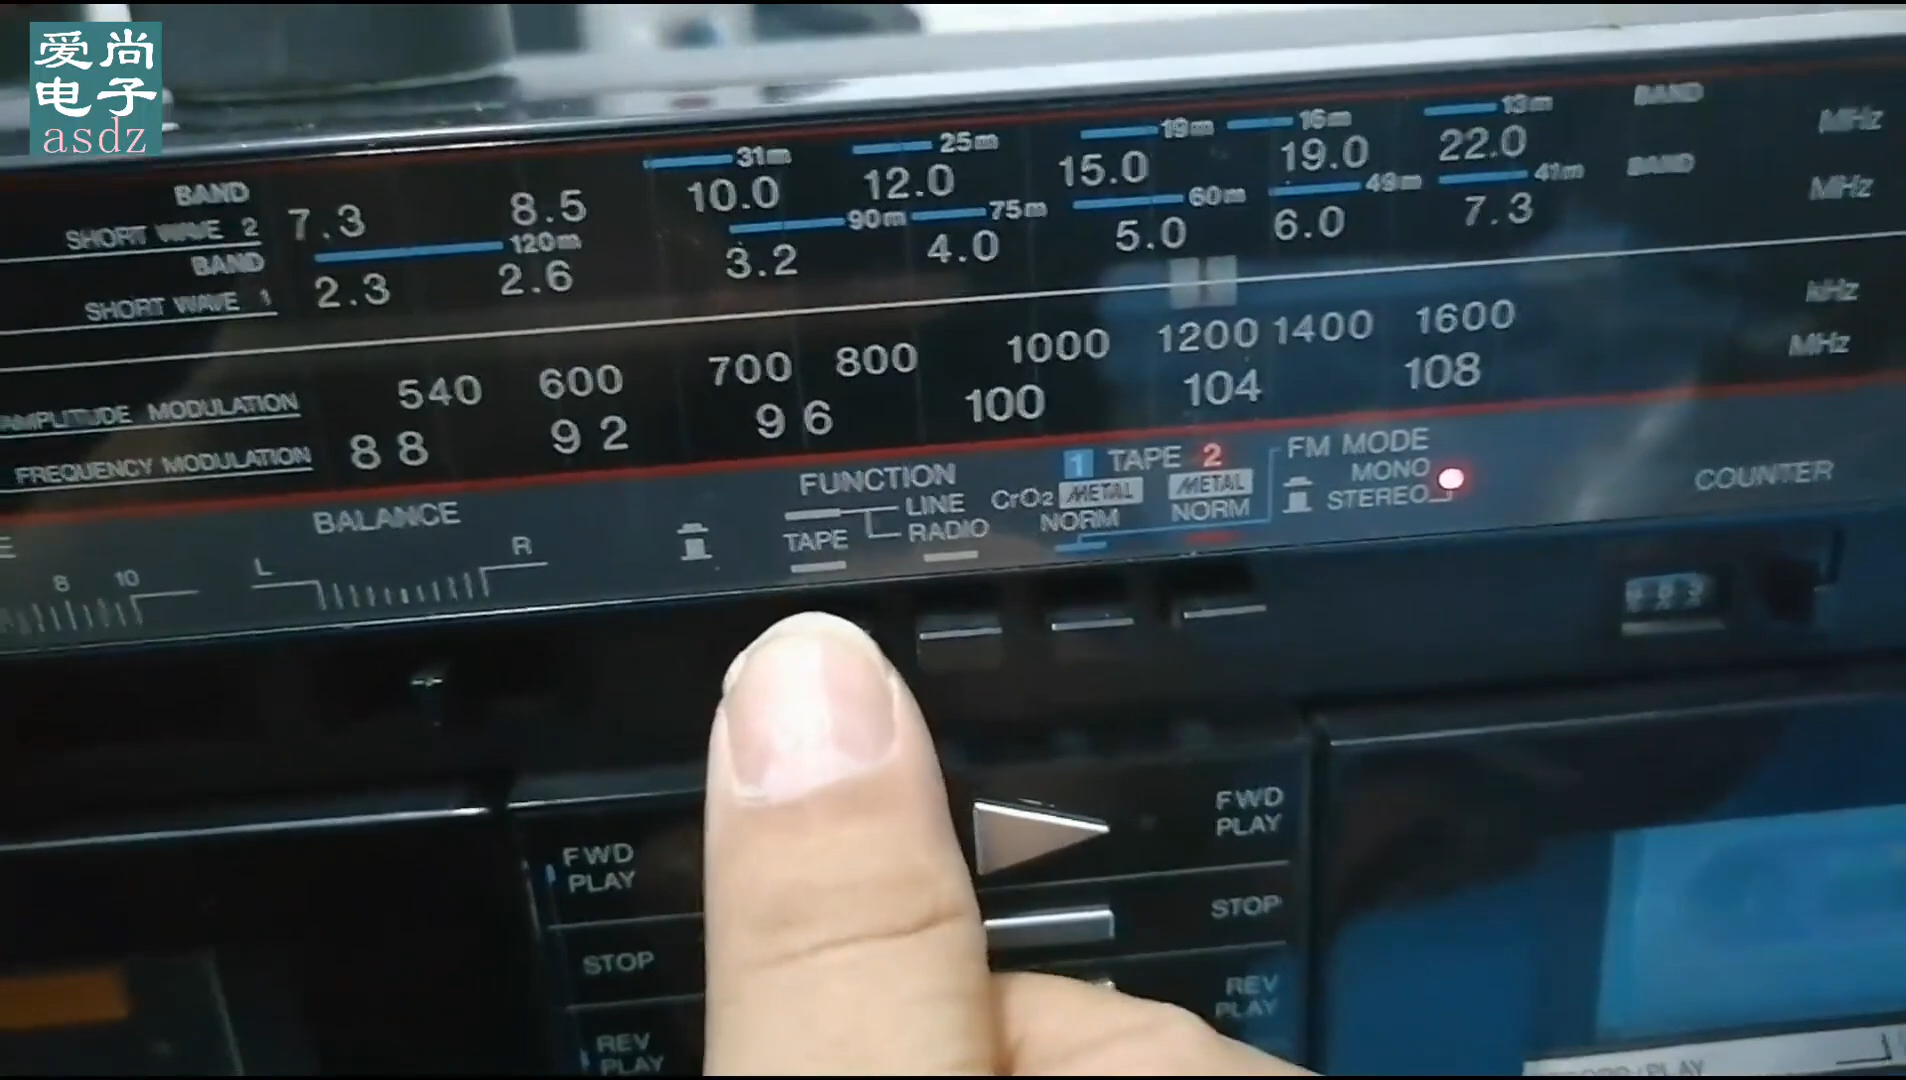 爱尚
电子
asdz
31m 25m 19m 16m 13m BAND
BAND
SHORT WAVE 2 7.3 8.5 10.0 12.0 15.0 19.0 22.0 MHz
120m 90m 75m 60m 49m 41m BAND
BAND
SHORT WAVE 1 2.3 2.6 3.2 4.0 5.0 6.0 7.3 MHz
AMPLITUDE MODULATION 540 600 700 800 1000 1200 1400 1600 kHz
FREQUENCY MODULATION 88 92 96 100 104 108 MHz
E
8 10
BALANCE
L R
FUNCTION
LINE
TAPE RADIO
1 TAPE 2
CrO2 METAL METAL
NORM NORM
FM MODE
MONO
STEREO
COUNTER
FWD
PLAY
STOP
REV
PLAY
FWD
PLAY
STOP
REV
PLAY